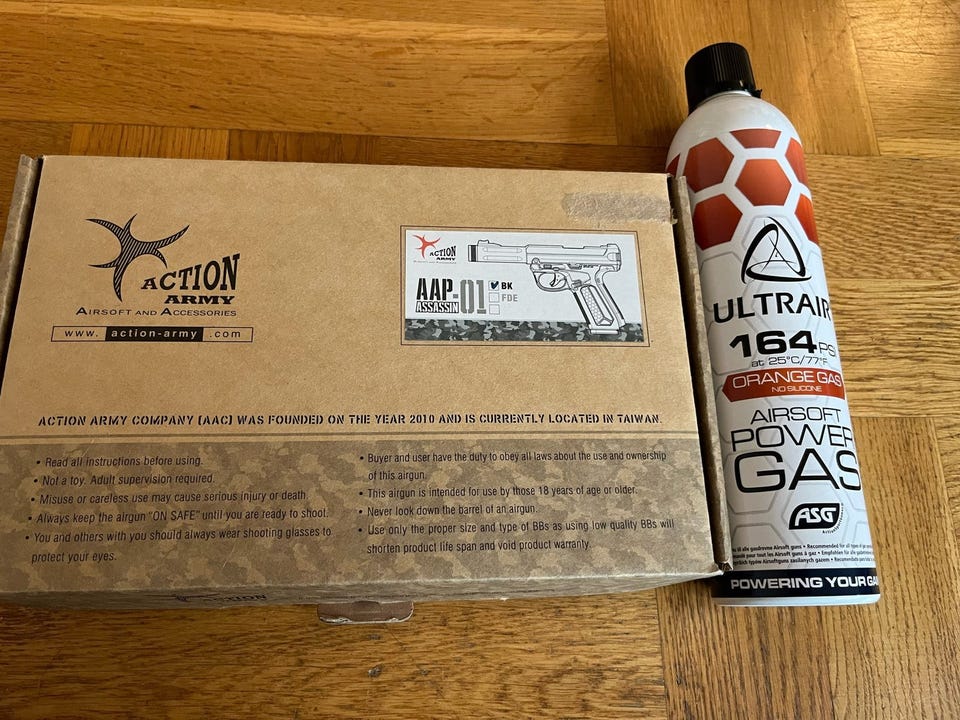 ACTION
ARMY
AIRSOFT AND ACCESSORIES
www. action-army .com
ACTION
ARMY
AAP-01
ASSASSIN
BK
FDE
ACTION ARMY COMPANY [AAC] WAS FOUNDED ON THE YEAR 2010 AND IS CURRENTLY LOCATED IN TAIWAN.
• Read all instructions before using.
• Not a toy. Adult supervision required.
• Misuse or careless use may cause serious injury or death.
• Always keep the airgun "ON SAFE" until you are ready to shoot.
• You and others with you should always wear shooting glasses to
protect your eyes.
• Buyer and user have the duty to obey all laws about the use and ownership
of this airgun.
• This airgun is intended for use by those 18 years of age or older.
• Never look down the barrel of an airgun.
• Use only the proper size and type of BBs as using low quality BBs will
shorten product life span and void product warranty.
ACTION
ULTRAIR
164 PSI
at 25°C/77°F
ORANGE GAS
NO SILICONE
AIRSOFT
POWER
GAS
ASG
POWERING YOUR GA